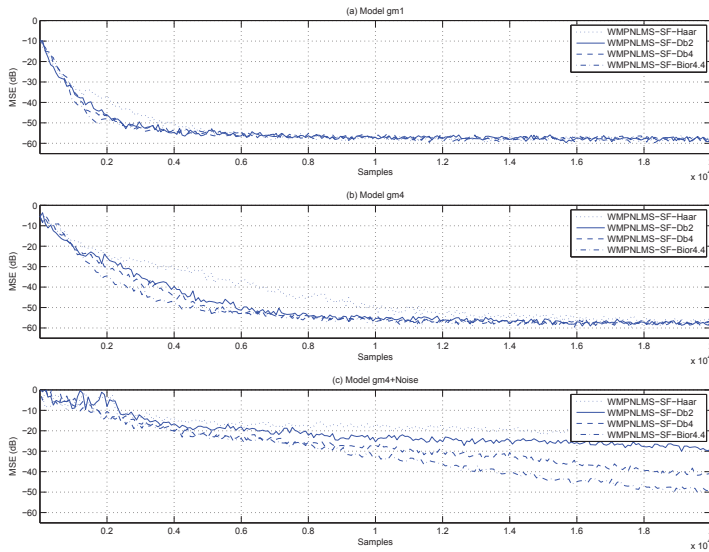 (a) Model gm1
0
−10
−20
−30
−40
−50
−60
MSE (dB)
WMPNLMS−SF−Haar
WMPNLMS−SF−Db2
WMPNLMS−SF−Db4
WMPNLMS−SF−Bior4.4
0.2 0.4 0.6 0.8 1 1.2 1.4 1.6 1.8 2
Samples
x 10
(b) Model gm4
0
−10
−20
−30
−40
−50
−60
MSE (dB)
WMPNLMS−SF−Haar
WMPNLMS−SF−Db2
WMPNLMS−SF−Db4
WMPNLMS−SF−Bior4.4
0.2 0.4 0.6 0.8 1 1.2 1.4 1.6 1.8 2
Samples
x 10
(c) Model gm4+Noise
0
−10
−20
−30
−40
−50
−60
MSE (dB)
WMPNLMS−SF−Haar
WMPNLMS−SF−Db2
WMPNLMS−SF−Db4
WMPNLMS−SF−Bior4.4
0.2 0.4 0.6 0.8 1 1.2 1.4 1.6 1.8 2
Samples
x 10